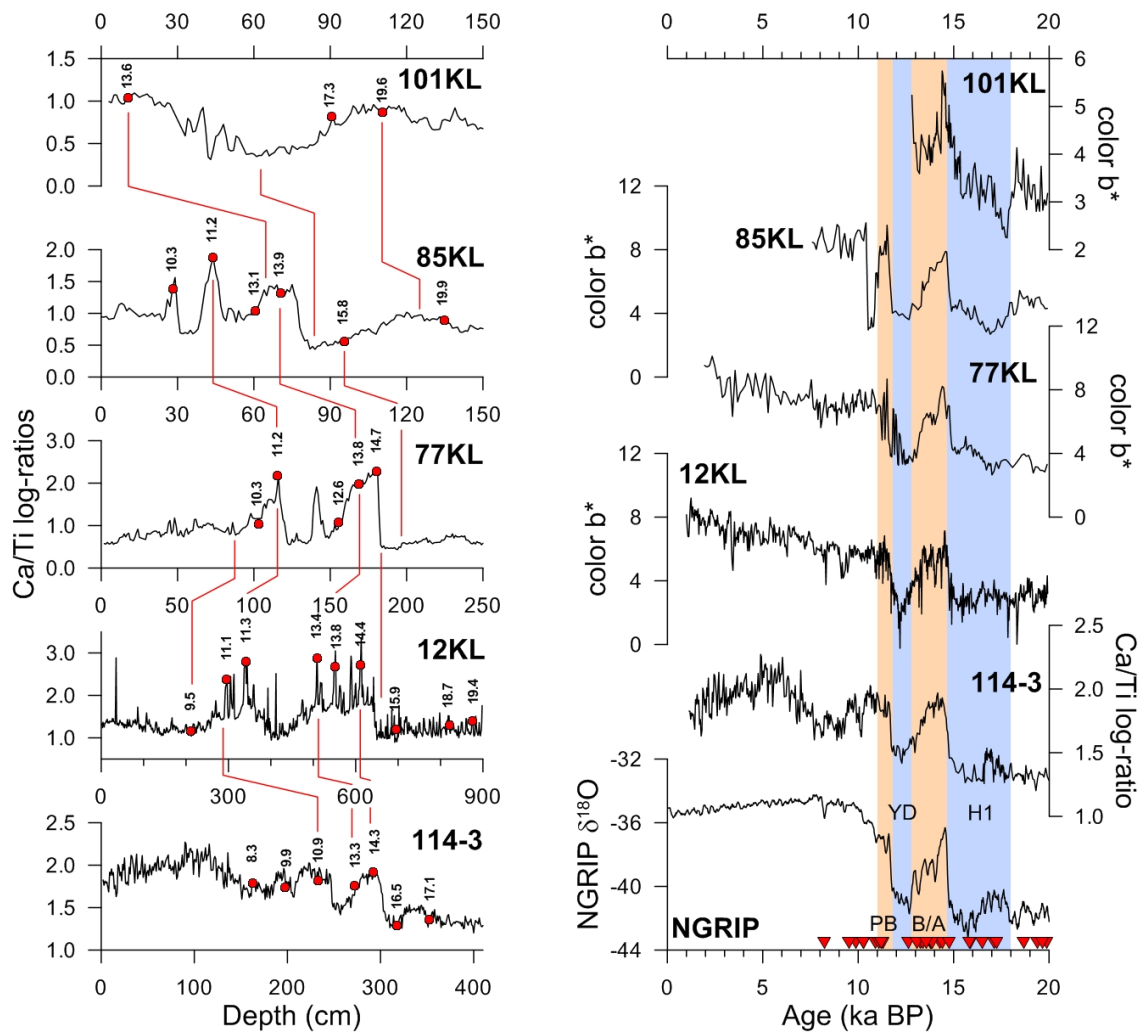 0 30 60 90 120 150
0 5 10 15 20
1.5
1.0
0.5
0.0
101KL
13.6
17.3
19.6
2.0
1.5
1.0
0.5
0.0
85KL
10.3
11.2
13.1
13.9
15.8
19.9
0 30 60 90 120 150
3.0
2.0
1.0
0.0
77KL
10.3
11.2
12.6
13.8
14.7
0 50 100 150 200 250
3.0
2.0
1.0
12KL
9.5
11.1
11.3
13.4
13.8
14.4
15.9
18.7
19.4
0 300 600 900
2.5
2.0
1.5
1.0
114-3
8.3
9.9
10.9
13.3
14.3
16.5
17.1
0 100 200 300 400
Depth (cm)
Ca/Ti log-ratios
101KL
6
5
4
3
2
color b*
85KL
12
8
4
0
color b*
77KL
12
8
4
0
color b*
12KL
12
8
4
0
color b*
114-3
2.5
2.0
1.5
1.0
Ca/Ti log-ratio
-32
-36
-40
-44
NGRIP δ18O
YD
H1
PB
B/A
NGRIP
0 5 10 15 20
Age (ka BP)